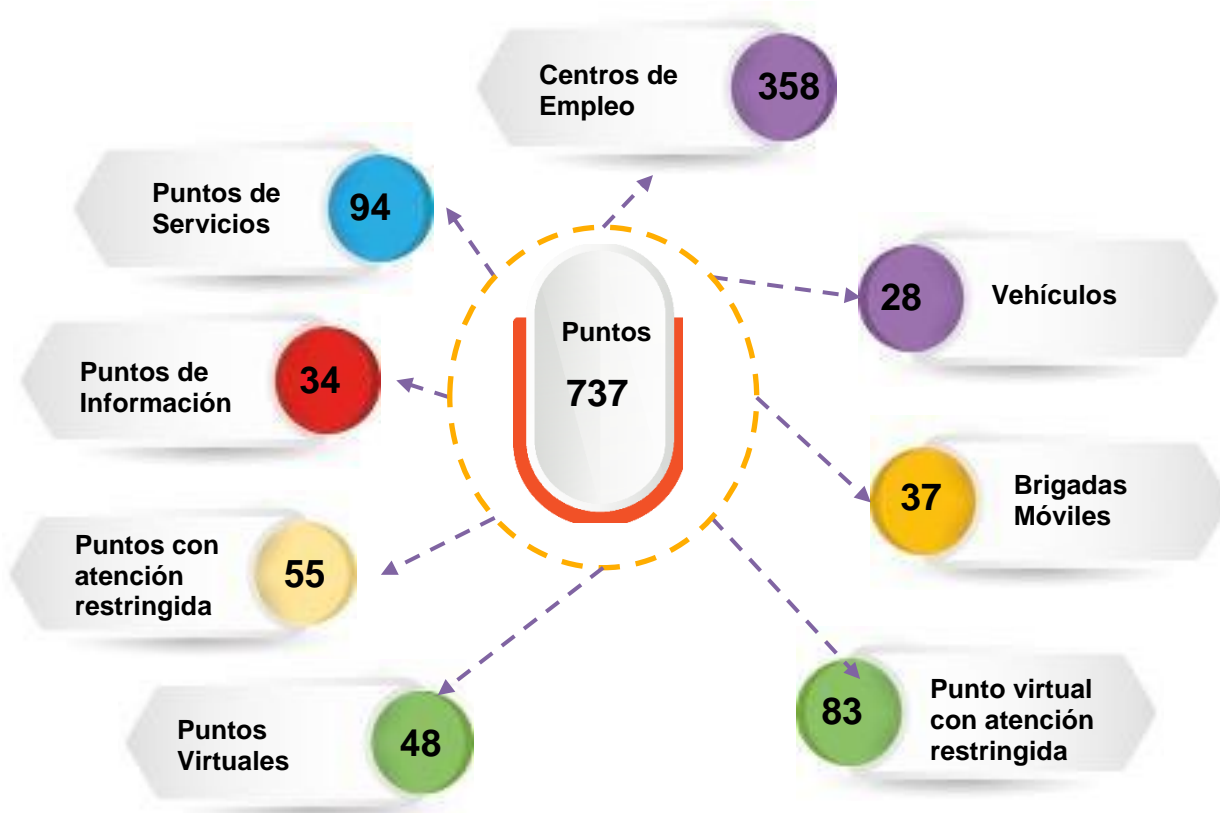 Centros de
Empleo
358
Puntos de
Servicios
94
Vehículos
28
Puntos
737
Puntos de
Información
34
Brigadas
Móviles
37
Puntos con
atención
restringida
55
Punto virtual
con atención
restringida
83
Puntos
Virtuales
48